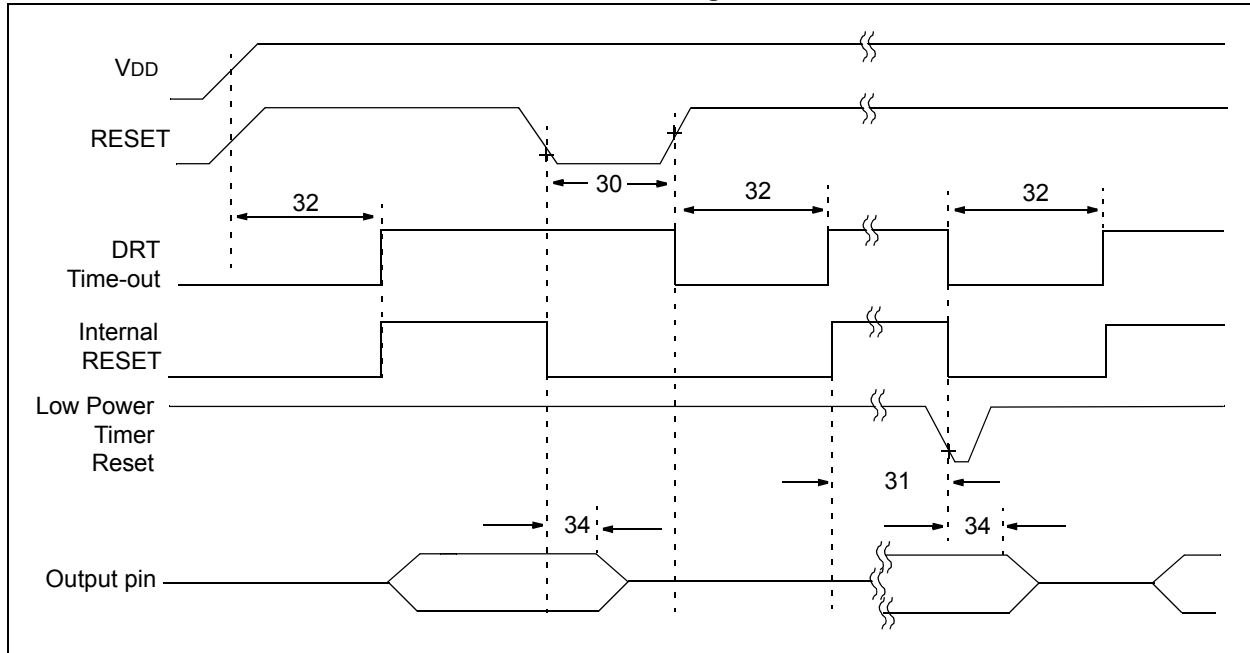 VDD
RESET
30
32
32
32
DRT
Time-out
Internal
RESET
Low Power
Timer
Reset
31
34
34
Output pin